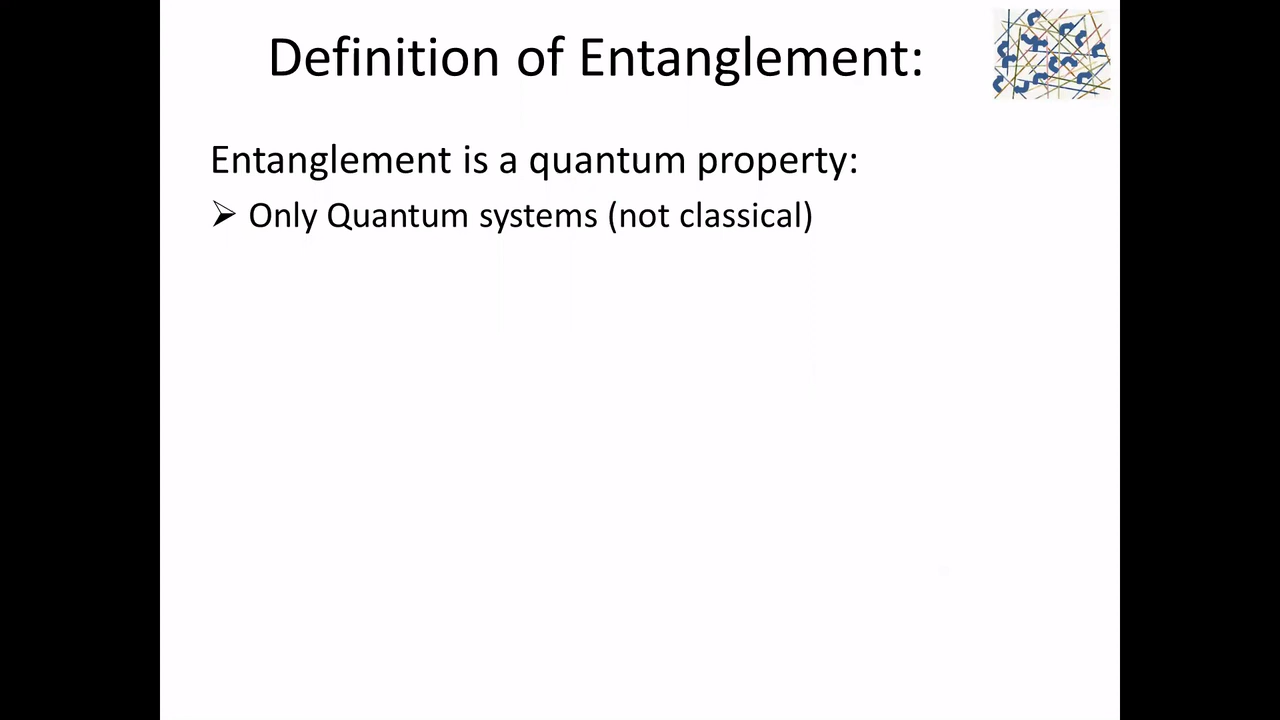 Definition of Entanglement:
Entanglement is a quantum property:
➢ Only Quantum systems (not classical)